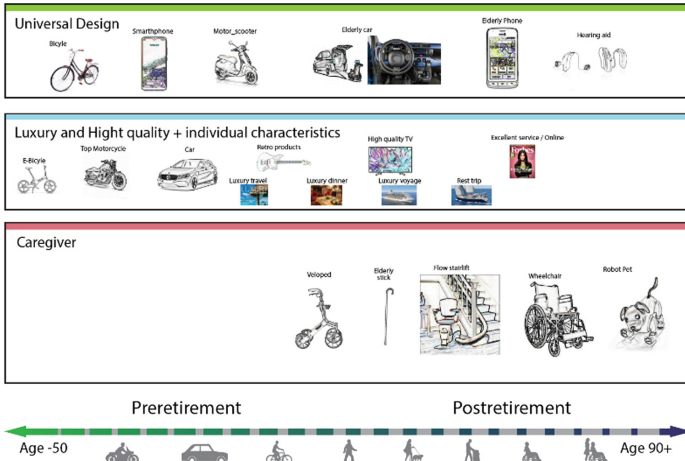 Universal Design
Bicyle
Smarthphone
Motor_scooter
Elderly car
Elderly Phone
Hearing aid
Luxury and Hight quality + individual characteristics
E-Bicyle
Top Motorcycle
Car
Retro products
High quality TV
Excellent service / Online
Luxury travel
Luxury dinner
Luxury voyage
Rest trip
Caregiver
Veloped
Elderly
stick
Flow stairlift
Wheelchair
Robot Pet
Preretirement
Postretirement
Age -50
Age 90+